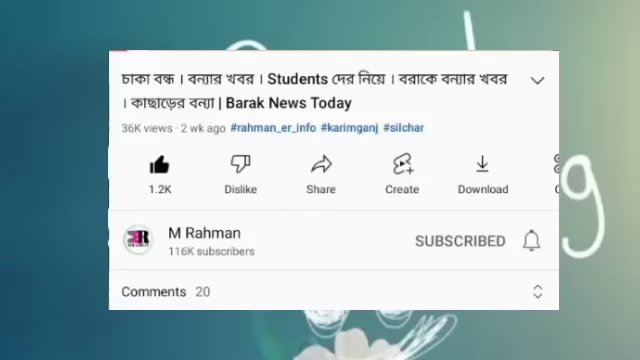 চাকা বন্ধ । বন্যার খবর । Students দের নিয়ে । বরাকে বন্যার খবর
। কাছাড়ের বন্যা | Barak News Today
36K views · 2 wk ago #rahman_er_info #karimganj #silchar
1.2K Dislike Share Create Download
M Rahman
116K subscribers
SUBSCRIBED
Comments 20